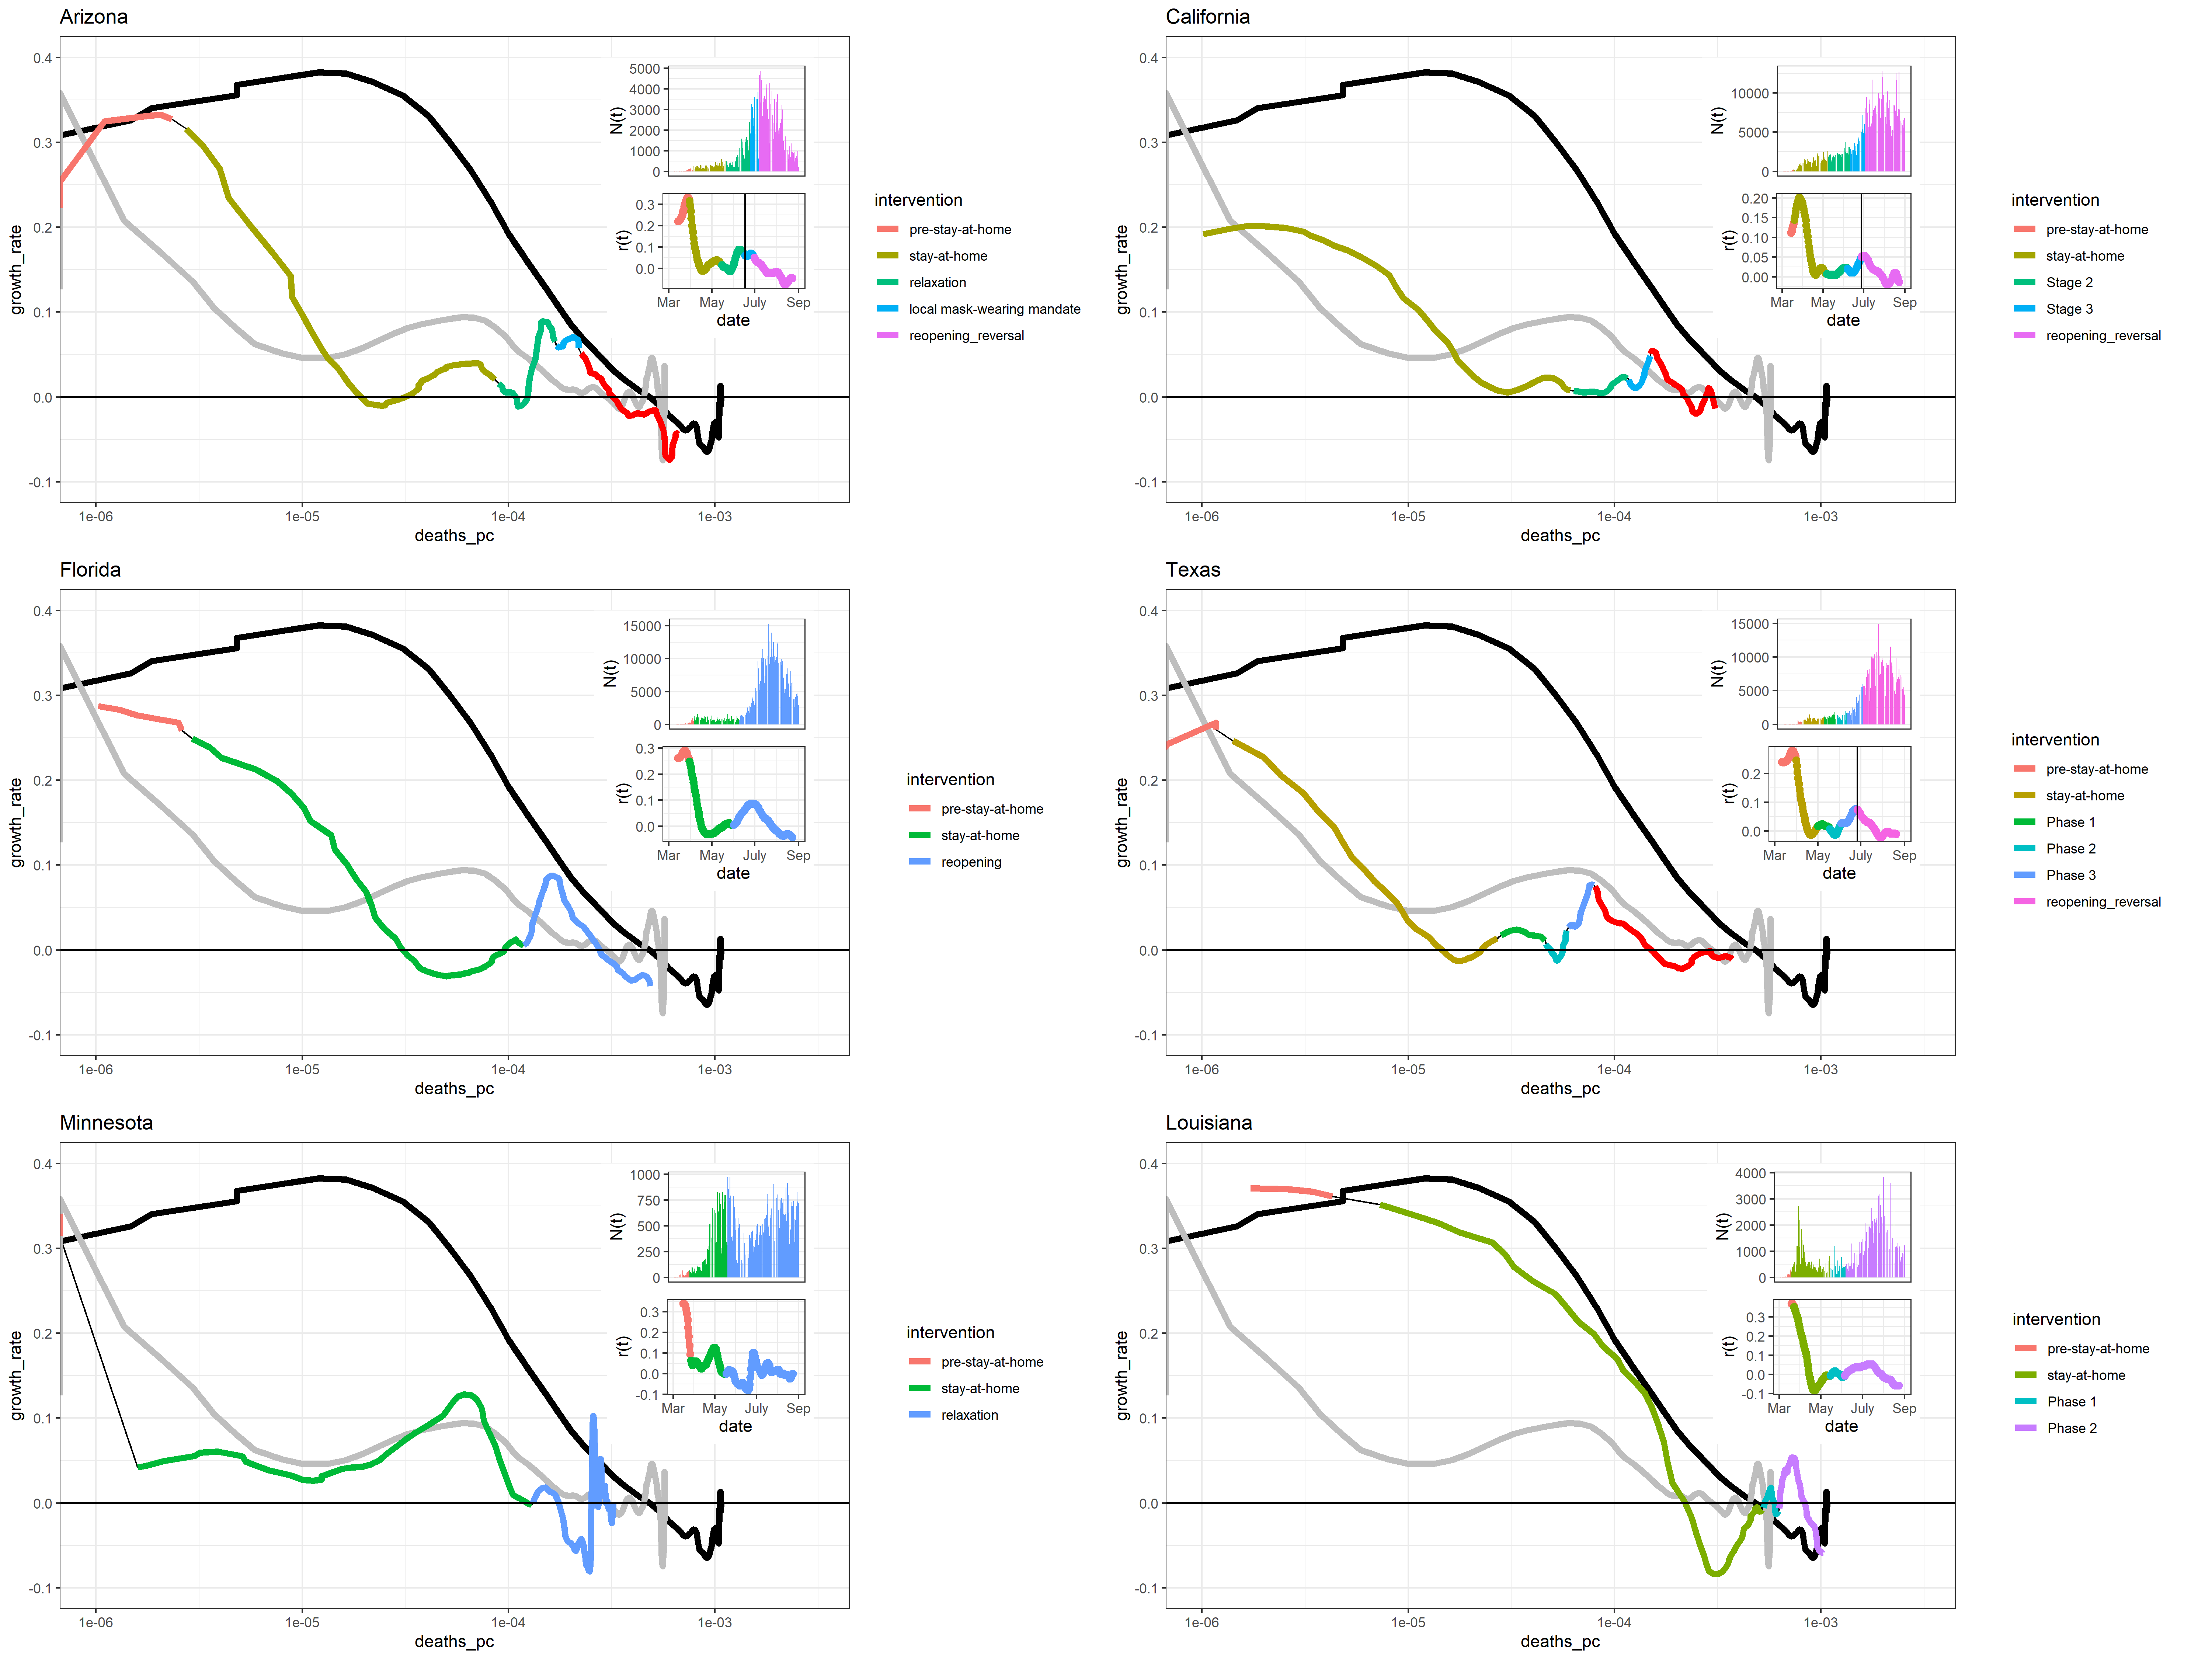 Arizona
growth_rate
0.4
0.3
0.2
0.1
0.0
-0.1
1e-06 1e-05 1e-04 1e-03
deaths_pc
N(t)
5000
4000
3000
2000
1000
0
r(t)
0.3
0.2
0.1
0.0
Mar May July Sep
date
intervention
pre-stay-at-home
stay-at-home
relaxation
local mask-wearing mandate
reopening_reversal
California
growth_rate
0.4
0.3
0.2
0.1
0.0
-0.1
1e-06 1e-05 1e-04 1e-03
deaths_pc
N(t)
10000
5000
0
r(t)
0.20
0.15
0.10
0.05
0.00
Mar May July Sep
date
intervention
pre-stay-at-home
stay-at-home
Stage 2
Stage 3
reopening_reversal
Florida
growth_rate
0.4
0.3
0.2
0.1
0.0
-0.1
1e-06 1e-05 1e-04 1e-03
deaths_pc
N(t)
15000
10000
5000
0
r(t)
0.3
0.2
0.1
0.0
Mar May July Sep
date
intervention
pre-stay-at-home
stay-at-home
reopening
Texas
growth_rate
0.4
0.3
0.2
0.1
0.0
-0.1
1e-06 1e-05 1e-04 1e-03
deaths_pc
N(t)
15000
10000
5000
0
r(t)
0.2
0.1
0.0
Mar May July Sep
date
intervention
pre-stay-at-home
stay-at-home
Phase 1
Phase 2
Phase 3
reopening_reversal
Minnesota
growth_rate
0.4
0.3
0.2
0.1
0.0
-0.1
1e-06 1e-05 1e-04 1e-03
deaths_pc
N(t)
1000
750
500
250
0
r(t)
0.3
0.2
0.1
0.0
-0.1
Mar May July Sep
date
intervention
pre-stay-at-home
stay-at-home
relaxation
Louisiana
growth_rate
0.4
0.3
0.2
0.1
0.0
-0.1
1e-06 1e-05 1e-04 1e-03
deaths_pc
N(t)
4000
3000
2000
1000
0
r(t)
0.3
0.2
0.1
0.0
-0.1
Mar May July Sep
date
intervention
pre-stay-at-home
stay-at-home
Phase 1
Phase 2